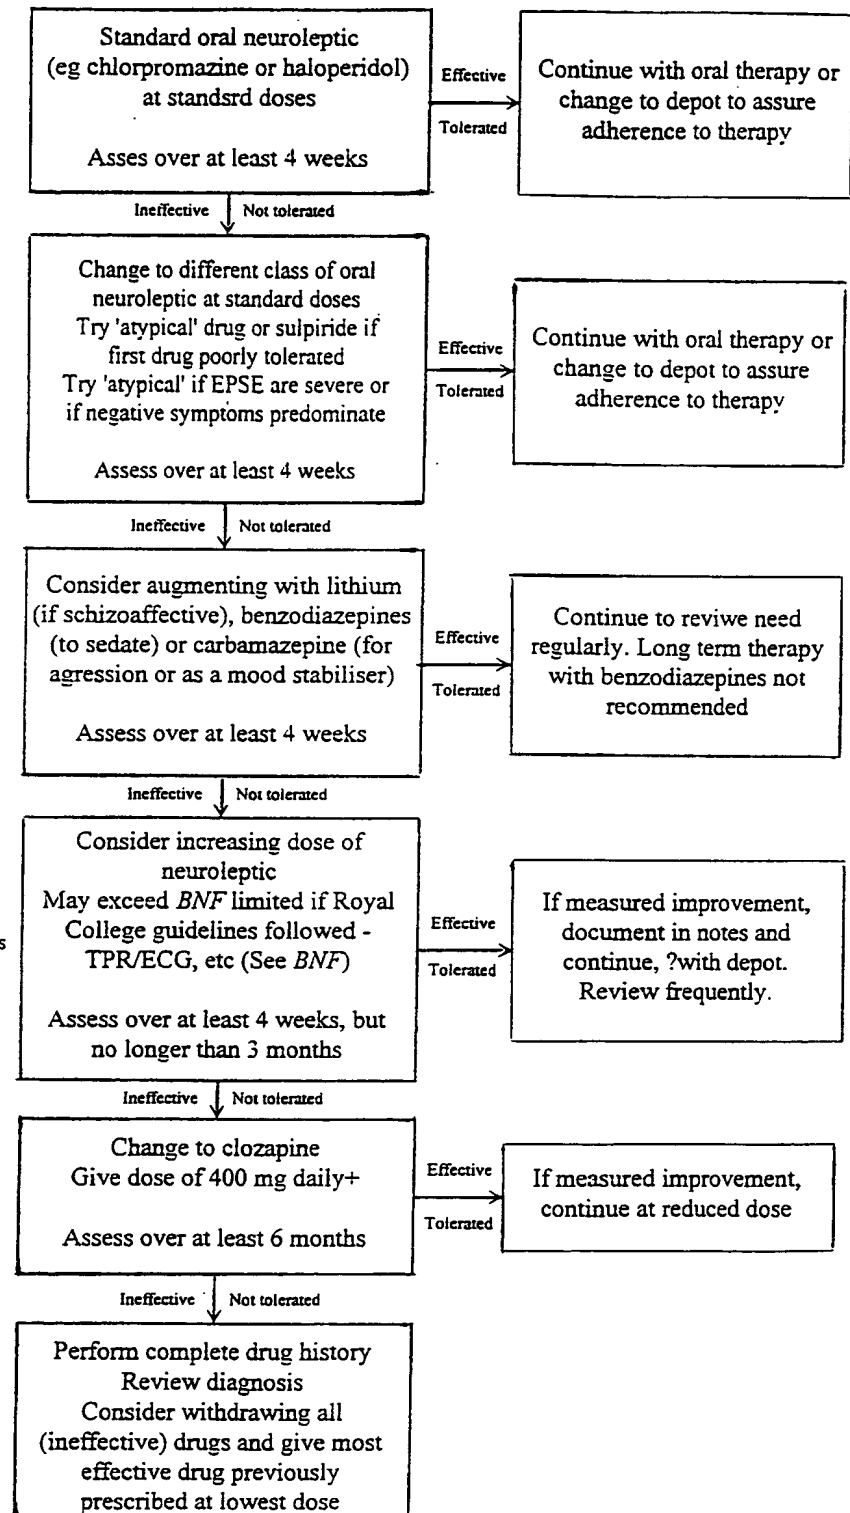 Standard oral neuroleptic
(eg chlorpromazine or haloperidol)
at standsrd doses
Asses over at least 4 weeks
Effective
Tolerated
Continue with oral therapy or
change to depot to assure
adherence to therapy
Ineffective
Not tolerated
Change to different class of oral
neuroleptic at standard doses
Try 'atypical' drug or sulpiride if
first drug poorly tolerated
Try 'atypical' if EPSE are severe or
if negative symptoms predominate
Assess over at least 4 weeks
Effective
Tolerated
Continue with oral therapy or
change to depot to assure
adherence to therapy
Ineffective
Not tolerated
Consider augmenting with lithium
(if schizoaffective), benzodiazepines
(to sedate) or carbamazepine (for
agression or as a mood stabiliser)
Assess over at least 4 weeks
Effective
Tolerated
Continue to reviwe need
regularly. Long term therapy
with benzodiazepines not
recommended
Ineffective
Not tolerated
Consider increasing dose of
neuroleptic
May exceed BNF limited if Royal
College guidelines followed -
TPR/ECG, etc (See BNF)
Assess over at least 4 weeks, but
no longer than 3 months
s
Effective
Tolerated
If measured improvement,
document in notes and
continue, ?with depot.
Review frequently.
Ineffective
Not tolerated
Change to clozapine
Give dose of 400 mg daily+
Assess over at least 6 months
Effective
Tolerated
If measured improvement,
continue at reduced dose
Ineffective
Not tolerated
Perform complete drug history
Review diagnosis
Consider withdrawing all
(ineffective) drugs and give most
effective drug previously
prescribed at lowest dose